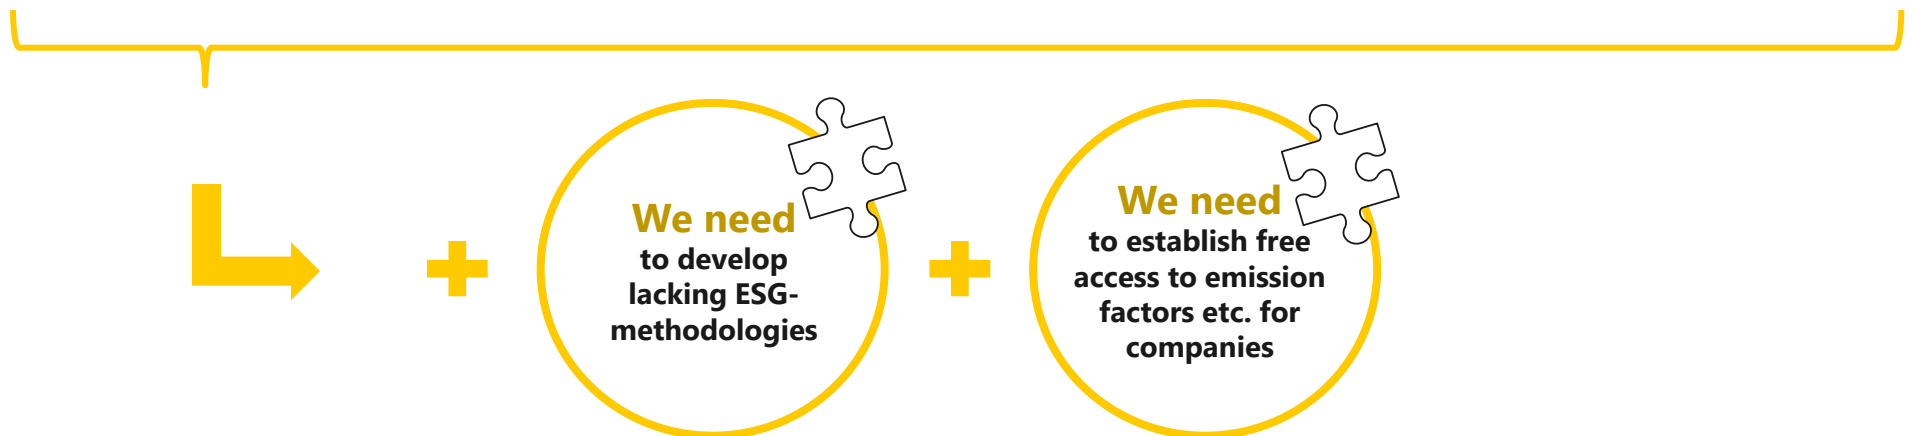 We need
to develop
lacking ESG-
methodologies
We need
to establish free
access to emission
factors etc. for
companies